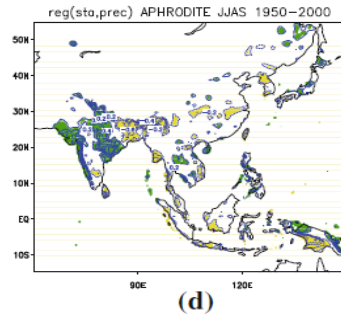 reg(sta,prec) APHRODITE JJAS 1950-2000
50N
40N
30N
20N
10N
EQ
10S
90E
120E
(d)